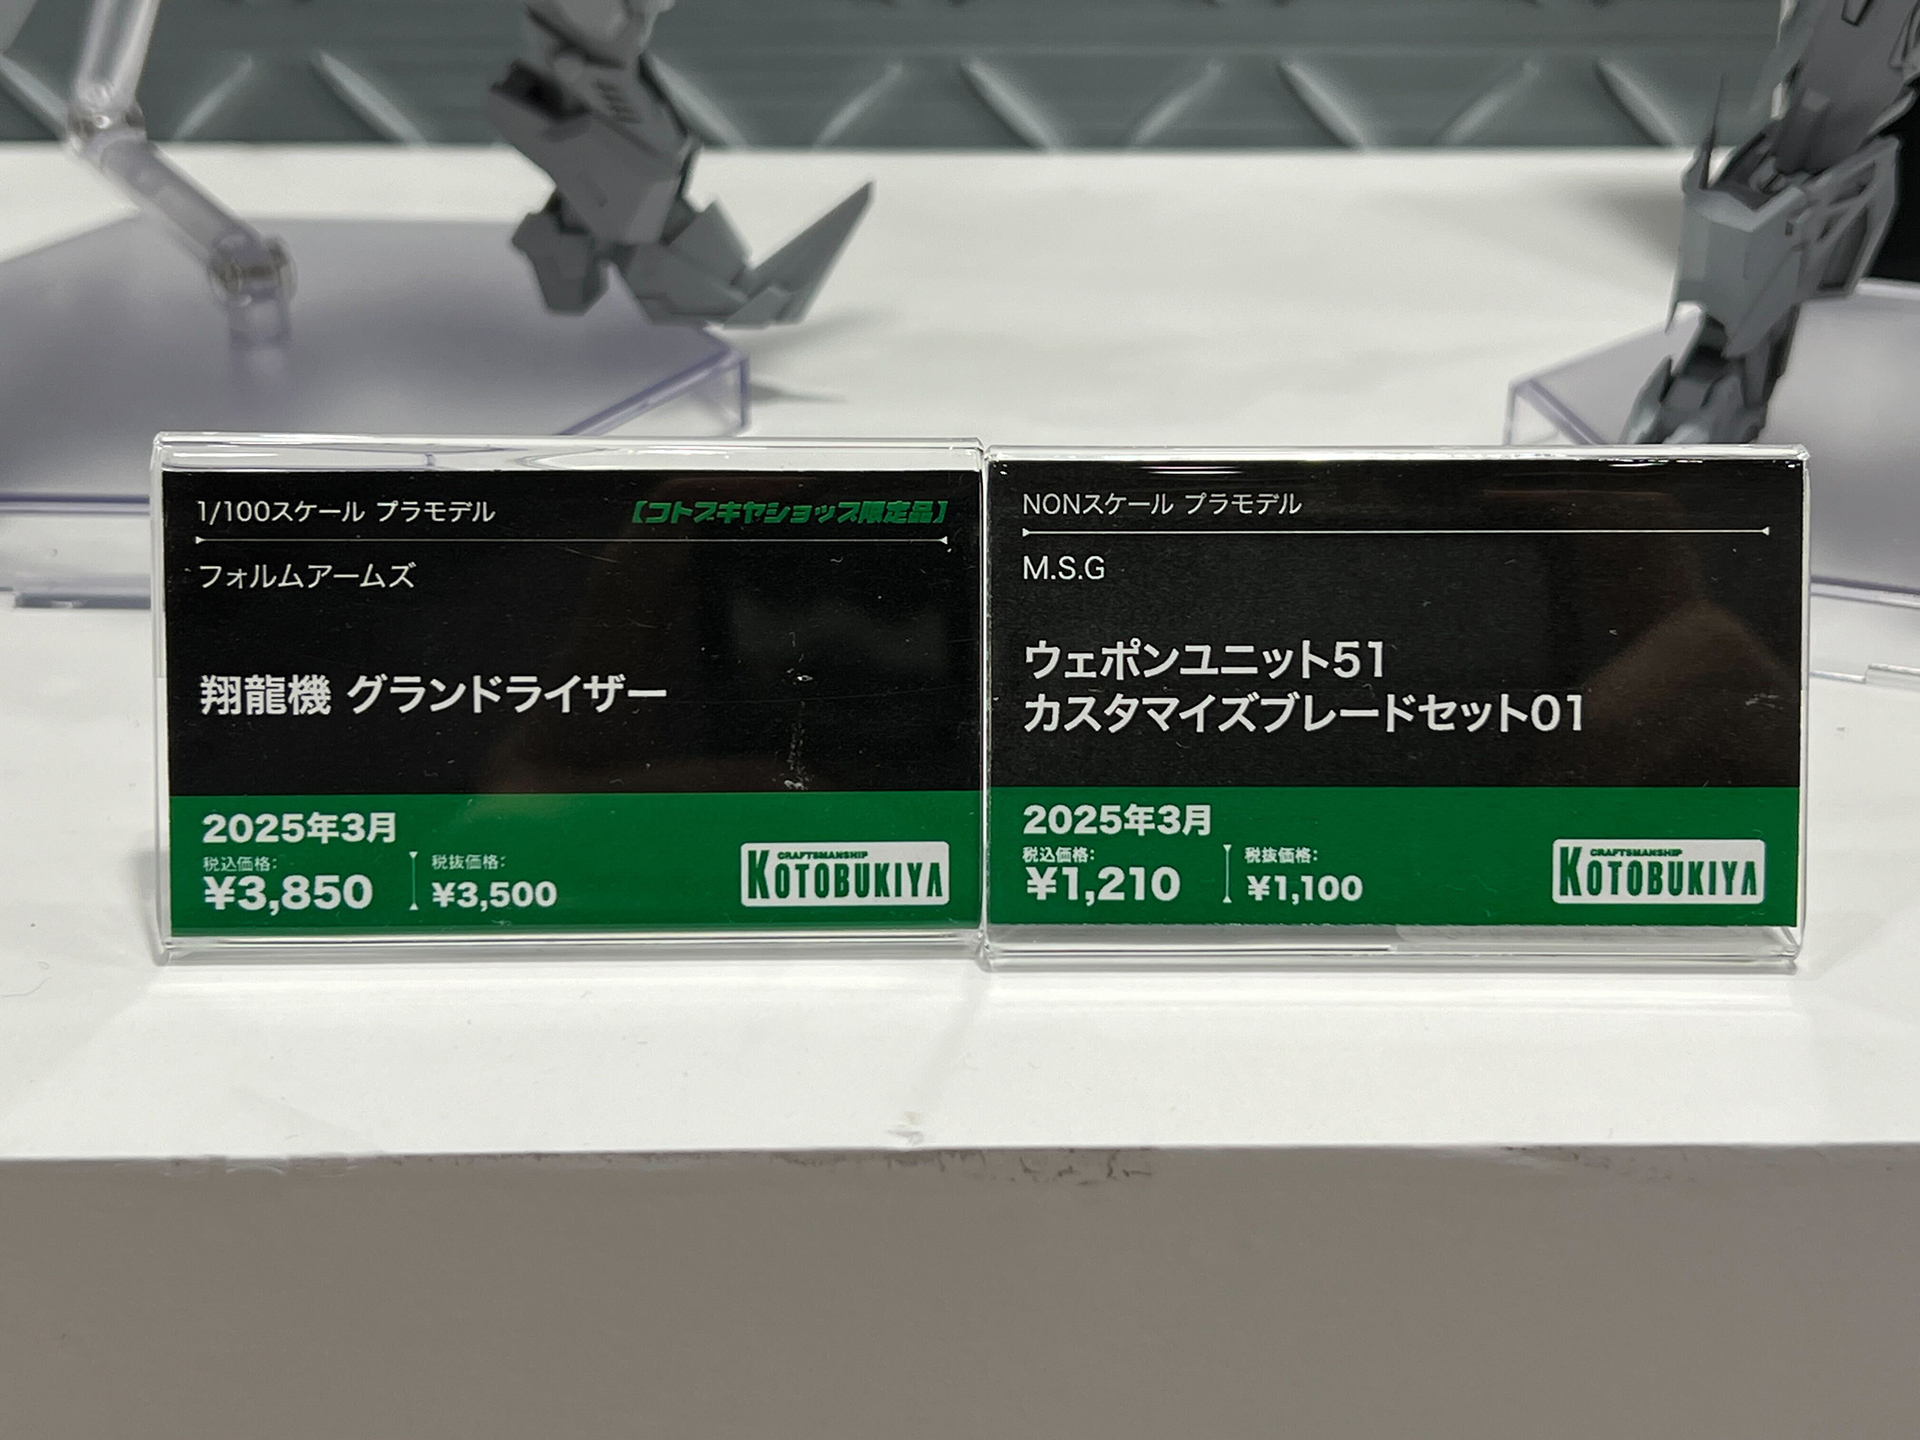 1/100スケール プラモデル
【コトブキヤショップ限定品】
フォルムアームズ
翔龍機 グランドライザー
2025年3月
税込価格:
¥3,850
税抜価格:
¥3,500
CRAFTSMANSHIP
KOTOBUKIYA
NONスケール プラモデル
M.S.G
ウェポンユニット51
カスタマイズブレードセット01
2025年3月
税込価格:
¥1,210
税抜価格:
¥1,100
CRAFTSMANSHIP
KOTOBUKIYA